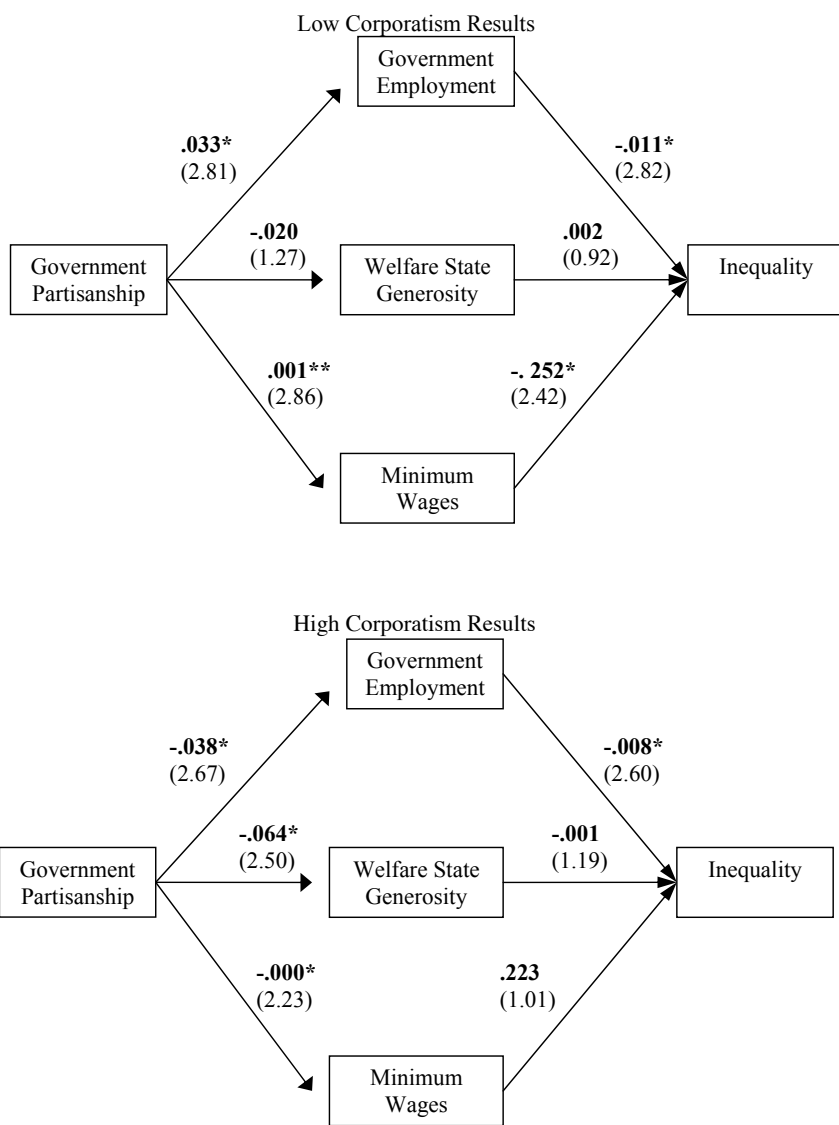 Low Corporatism Results
Government
Employment
.033*
(2.81)
-.011*
(2.82)
-.020
(1.27)
.002
(0.92)
Government
Partisanship
Welfare State
Generosity
Inequality
.001**
(2.86)
-. 252*
(2.42)
Minimum
Wages
High Corporatism Results
Government
Employment
-.038*
(2.67)
-.008*
(2.60)
-.064*
(2.50)
-.001
(1.19)
Government
Partisanship
Welfare State
Generosity
Inequality
-.000*
(2.23)
.223
(1.01)
Minimum
Wages